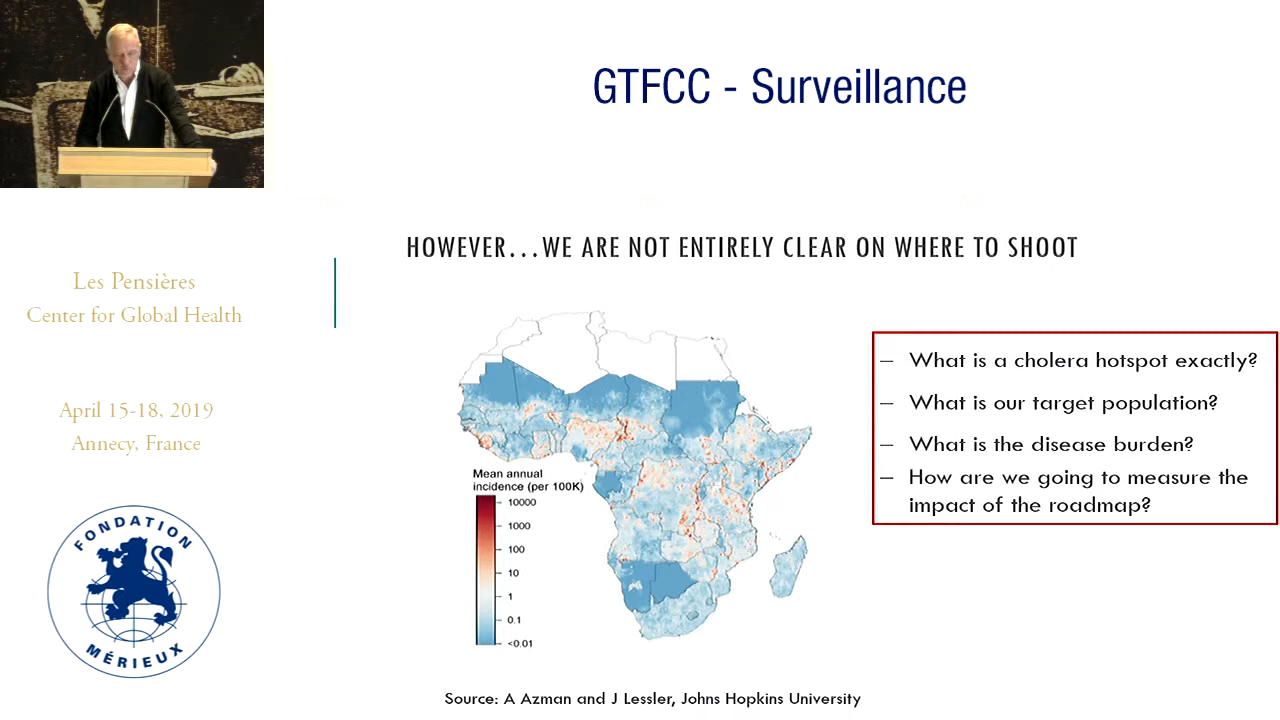 GTFCC - Surveillance
HOWEVER...WE ARE NOT ENTIRELY CLEAR ON WHERE TO SHOOT
Les Pensières
Center for Global Health
April 15-18, 2019
Annecy, France
FONDATION
MÉRIEUX
Mean annual
incidence (per 100K)
10000
1000
100
10
1
0.1
<0.01
– What is a cholera hotspot exactly?
– What is our target population?
– What is the disease burden?
– How are we going to measure the
impact of the roadmap?
Source: A Azman and J Lessler, Johns Hopkins University